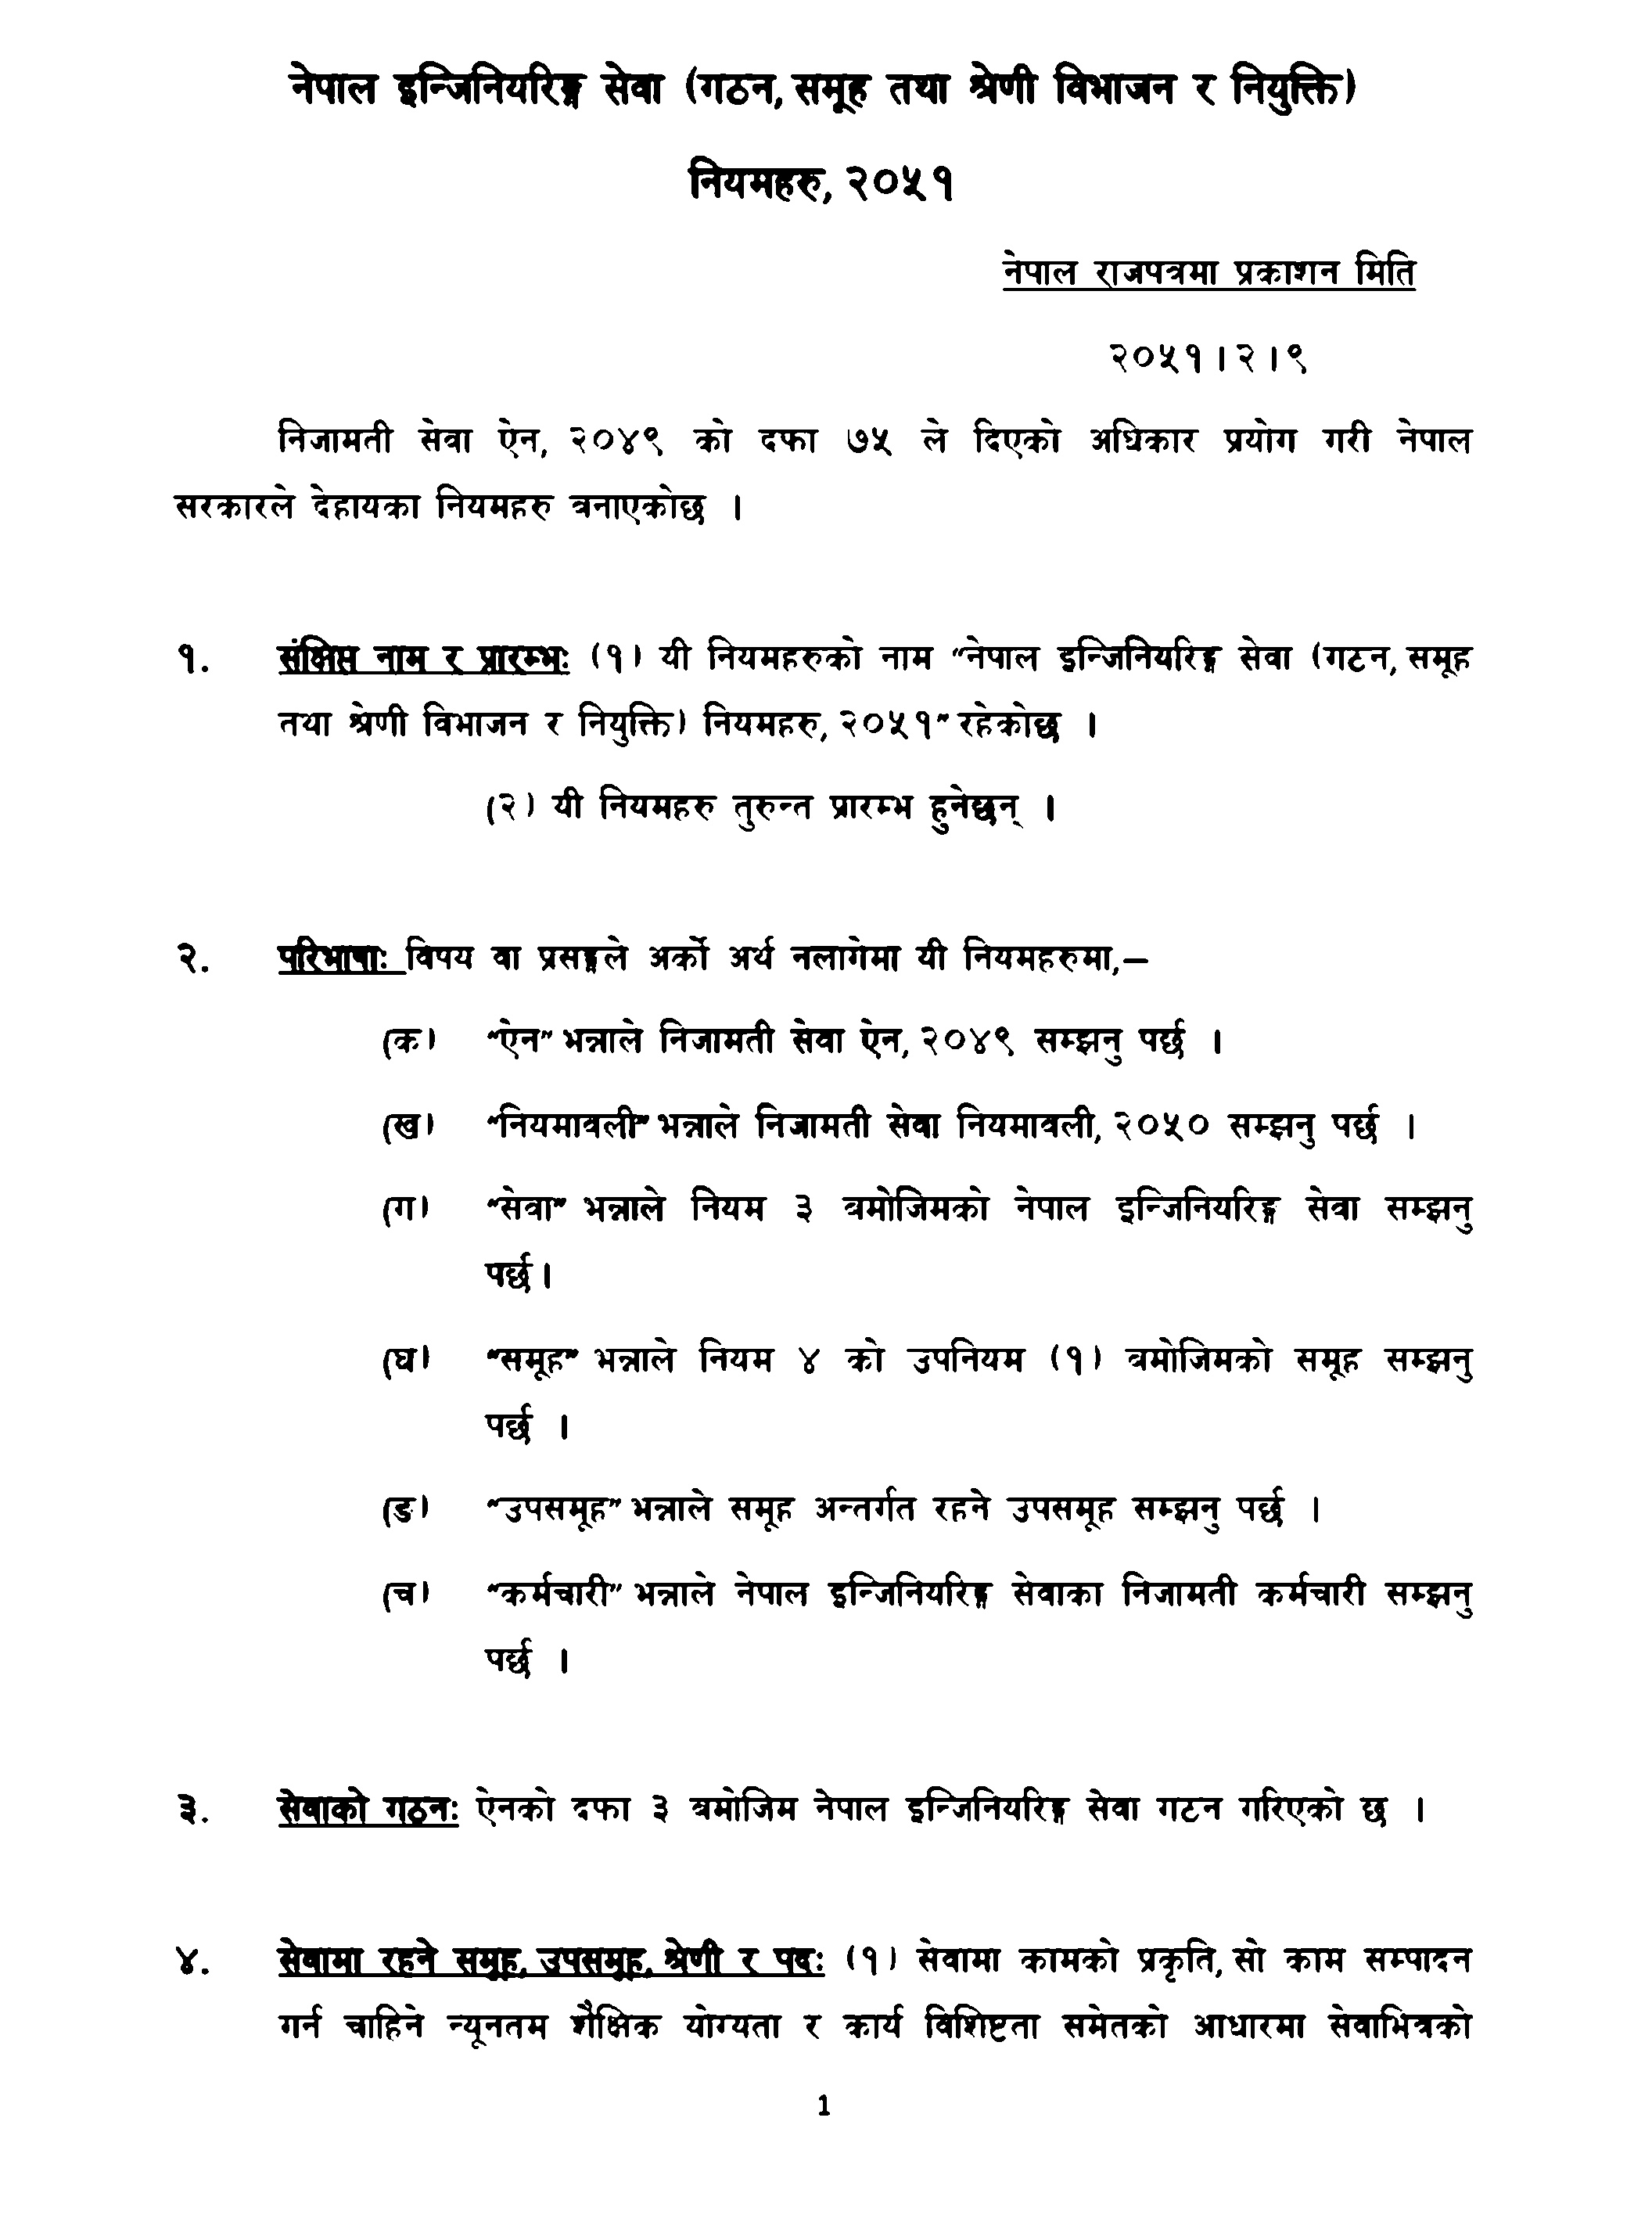 नेपाल इन्जिनियरिङ्ग सेवा (गठन, समूह तथा श्रेणी विभाजन र नियुक्ति)
नियमहरु, २०५१
नेपाल राजपत्रमा प्रकाशन मिति
२०५१।२।९
निजामती सेवा ऐन, २०४९ को दफा ७५ ले दिएको अधिकार प्रयोग गरी नेपाल
सरकारले देहायका नियमहरु बनाएकोछ ।
१. संक्षिप्त नाम र प्रारम्भः (१) यी नियमहरुको नाम “नेपाल इन्जिनियरिङ्ग सेवा (गठन, समूह
तथा श्रेणी विभाजन र नियुक्ति) नियमहरु, २०५१” रहेकोछ ।
(२) यी नियमहरु तुरुन्त प्रारम्भ हुनेछन् ।
२. परिभाषाः विषय वा प्रसङ्गले अर्को अर्थ नलागेमा यी नियमहरुमा,–
(क) “ऐन” भन्नाले निजामती सेवा ऐन, २०४९ सम्झनु पर्छ ।
(ख) “नियमावली” भन्नाले निजामती सेवा नियमावली, २०५० सम्झनु पर्छ ।
(ग) “सेवा” भन्नाले नियम ३ बमोजिमको नेपाल इन्जिनियरिङ्ग सेवा सम्झनु
पर्छ।
(घ) “समूह” भन्नाले नियम ४ को उपनियम (१) बमोजिमको समूह सम्झनु
पर्छ ।
(ङ) “उपसमूह” भन्नाले समूह अन्तर्गत रहने उपसमूह सम्झनु पर्छ ।
(च) “कर्मचारी” भन्नाले नेपाल इन्जिनियरिङ्ग सेवाका निजामती कर्मचारी सम्झनु
पर्छ ।
३. सेवाको गठनः ऐनको दफा ३ बमोजिम नेपाल इन्जिनियरिङ्ग सेवा गठन गरिएको छ ।
४. सेवामा रहने समूह, उपसमूह, श्रेणी र पदः (१) सेवामा कामको प्रकृति, सो काम सम्पादन
गर्न चाहिने न्यूनतम शैक्षिक योग्यता र कार्य विशिष्टता समेतको आधारमा सेवाभित्रको
1